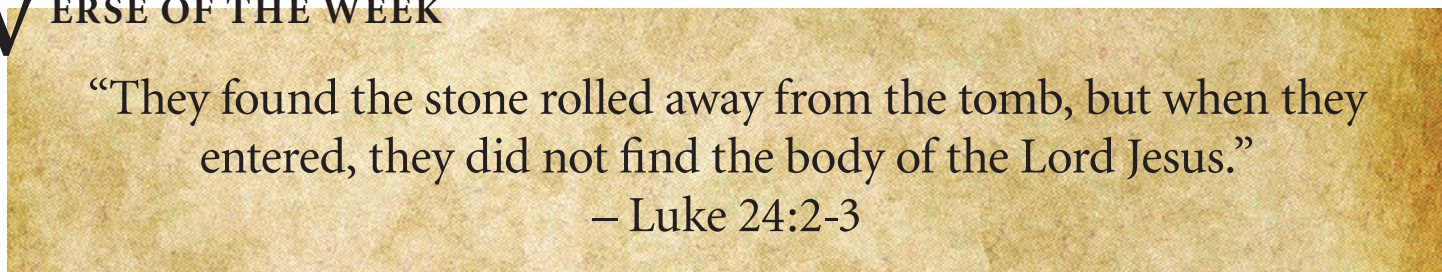 VERSE OF THE WEEK
“They found the stone rolled away from the tomb, but when they
entered, they did not find the body of the Lord Jesus.”
– Luke 24:2-3